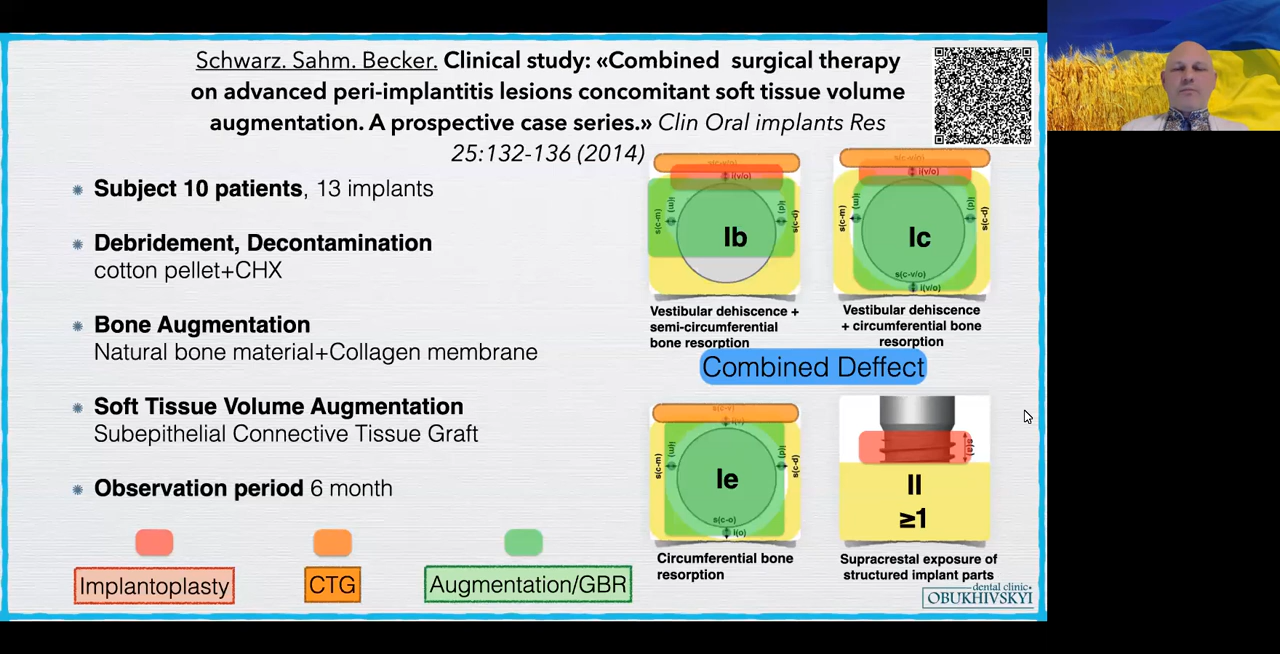 Schwarz. Sahm. Becker. Clinical study: «Combined surgical therapy
on advanced peri-implantitis lesions concomitant soft tissue volume
augmentation. A prospective case series.» Clin Oral implants Res
25:132-136 (2014)
Subject 10 patients, 13 implants
Debridement, Decontamination
cotton pellet+CHX
Bone Augmentation
Natural bone material+Collagen membrane
Soft Tissue Volume Augmentation
Subepithelial Connective Tissue Graft
Observation period 6 month
Implantoplasty
CTG
Augmentation/GBR
s(c-v/o)
i(v/o)
s(c-m)
i(m)
i(d)
s(c-d)
Ib
Vestibular dehiscence +
semi-circumferential
bone resorption
s(c-v/o)
i(v/o)
s(c-m)
i(m)
i(d)
s(c-d)
Ic
s(c-v/o)
i(v/o)
Vestibular dehiscence
+ circumferential bone
resorption
Combined Deffect
s(c-v)
i(v)
s(c-m)
i(m)
i(d)
s(c-d)
Ie
s(c-o)
i(o)
Circumferential bone
resorption
s(a)
II
≥1
Supracrestal exposure of
structured implant parts
dental clinic
OBUKHIVSKYI